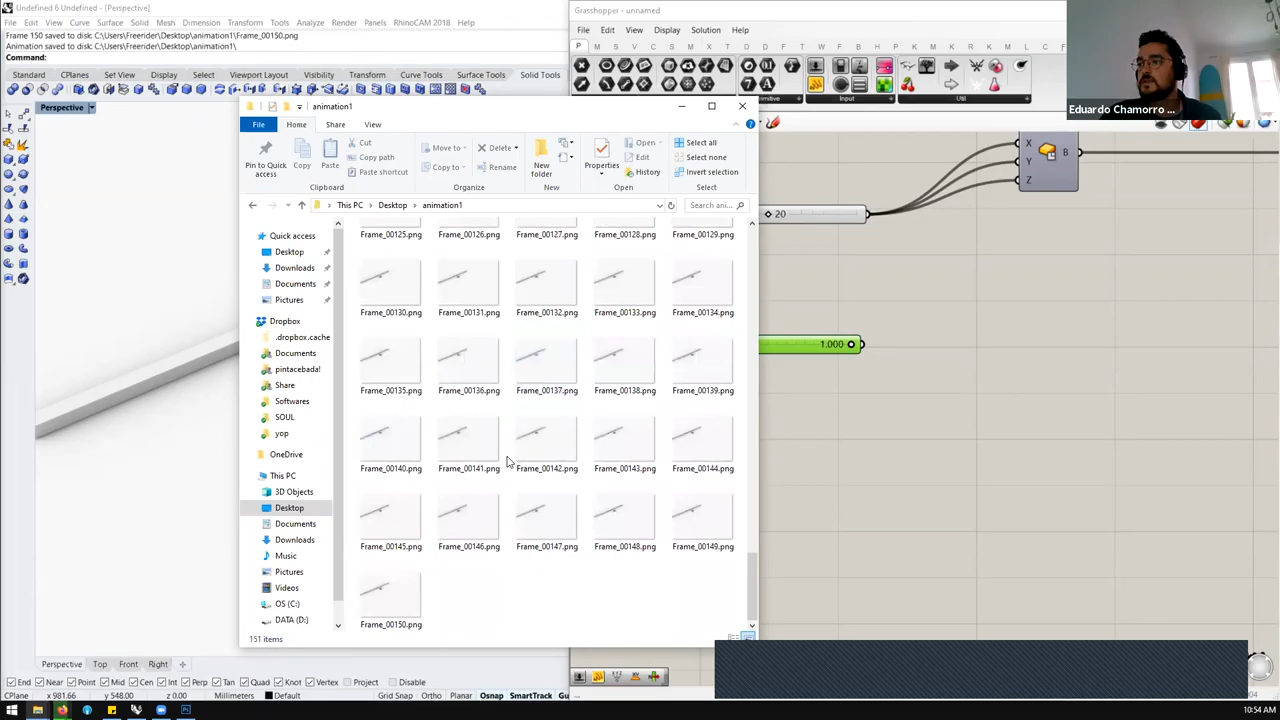 Undefined 6 Undefined - [Perspective]
File Edit View Curve Surface Solid Mesh Dimension Transform Tools Analyze Render Panels RhinoCAM 2018 Help
Frame 150 saved to disk: C:\Users\Freerider\Desktop\animation1\Frame_00150.png
Animation saved to disk: C:\Users\Freerider\Desktop\animation1\
Command:
Standard CPlanes Set View Display Select Viewport Layout Visibility Transform Curve Tools Surface Tools Solid Tools
Perspective
Grasshopper - unnamed
File Edit View Display Solution Help
P M S V C
Input Util
Eduardo Chamorro ...
animation1
File Home Share View
Pin to Quick access
Copy
Paste
Cut
Copy path
Paste shortcut
Move to
Copy to
Delete
Rename
New folder
Properties
Open
Edit
History
Select all
Select none
Invert selection
Clipboard Organize New Open Select
This PC Desktop animation1
Search ani...
Quick access
Desktop
Downloads
Documents
Pictures
Dropbox
.dropbox.cache
Documents
pintacebada!
Share
Softwares
SOUL
yop
OneDrive
This PC
3D Objects
Desktop
Documents
Downloads
Music
Pictures
Videos
OS (C:)
DATA (D:)
Frame_00125.png Frame_00126.png Frame_00127.png Frame_00128.png Frame_00129.png
Frame_00130.png Frame_00131.png Frame_00132.png Frame_00133.png Frame_00134.png
Frame_00135.png Frame_00136.png Frame_00137.png Frame_00138.png Frame_00139.png
Frame_00140.png Frame_00141.png Frame_00142.png Frame_00143.png Frame_00144.png
Frame_00145.png Frame_00146.png Frame_00147.png Frame_00148.png Frame_00149.png
Frame_00150.png
151 items
X
Y B
Z
20
1.000
Perspective Top Front Right
End Near Point Mid Cen Int Perp Tan Quad Knot Vertex Project Disable
CPlane x 981.66 y 548.00 z 0.00 Millimeters Default Grid Snap Ortho Planar Osnap SmartTrack Gu
10:54 AM